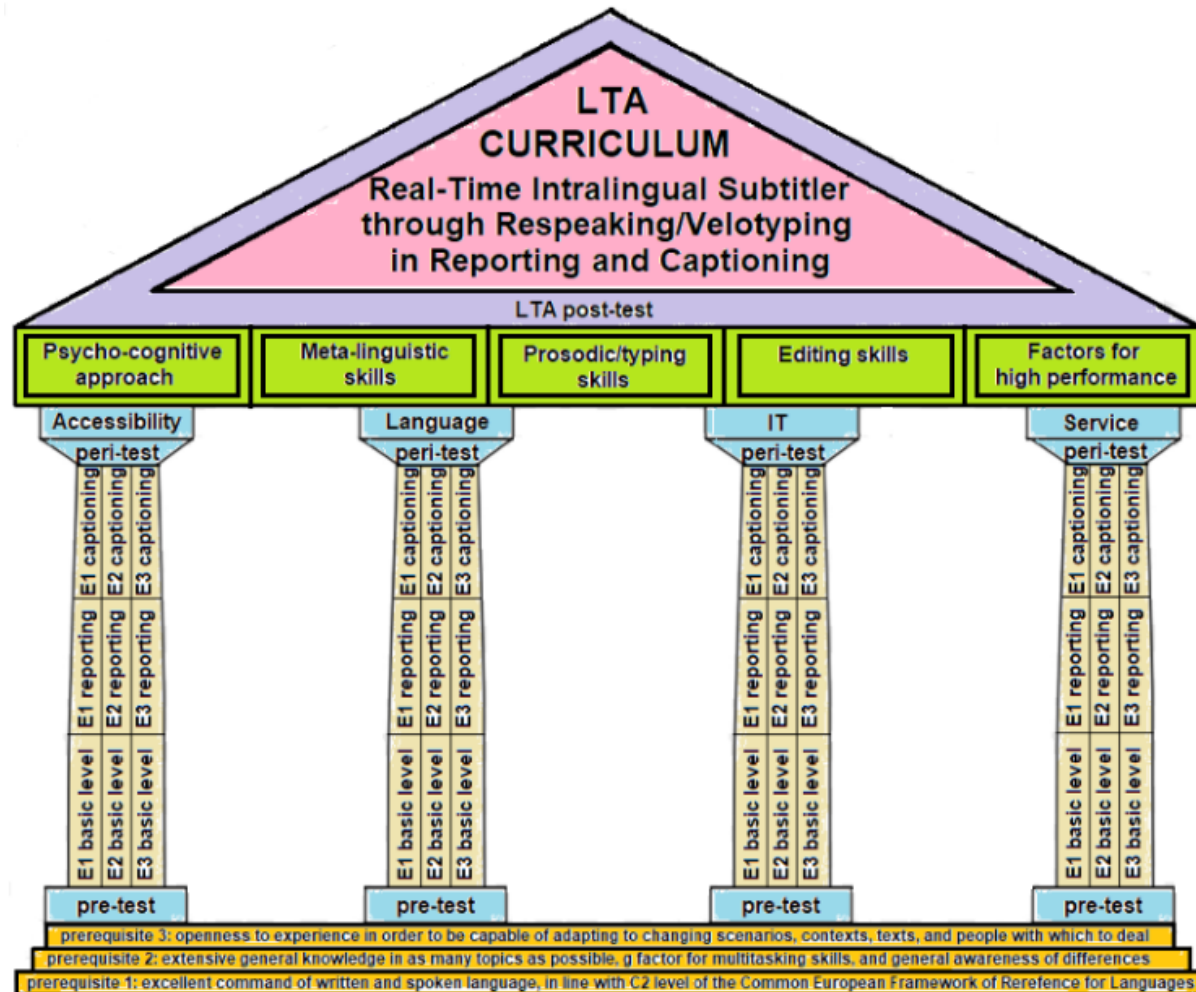 LTA
CURRICULUM
Real-Time Intralingual Subtitler
through Respeaking/Velotyping
in Reporting and Captioning
LTA post-test
Psycho-cognitive
approach
Meta-linguistic
skills
Prosodic/typing
skills
Editing skills
Factors for
high performance
Accessibility
peri-test
E1 captioning
E2 captioning
E3 captioning
E1 reporting
E2 reporting
E3 reporting
E1 basic level
E2 basic level
E3 basic level
pre-test
Language
peri-test
E1 captioning
E2 captioning
E3 captioning
E1 reporting
E2 reporting
E3 reporting
E1 basic level
E2 basic level
E3 basic level
pre-test
IT
peri-test
E1 captioning
E2 captioning
E3 captioning
E1 reporting
E2 reporting
E3 reporting
E1 basic level
E2 basic level
E3 basic level
pre-test
Service
peri-test
E1 captioning
E2 captioning
E3 captioning
E1 reporting
E2 reporting
E3 reporting
E1 basic level
E2 basic level
E3 basic level
pre-test
prerequisite 3: openness to experience in order to be capable of adapting to changing scenarios, contexts, texts, and people with which to deal
prerequisite 2: extensive general knowledge in as many topics as possible, g factor for multitasking skills, and general awareness of differences
prerequisite 1: excellent command of written and spoken language, in line with C2 level of the Common European Framework of Rerefence for Languages